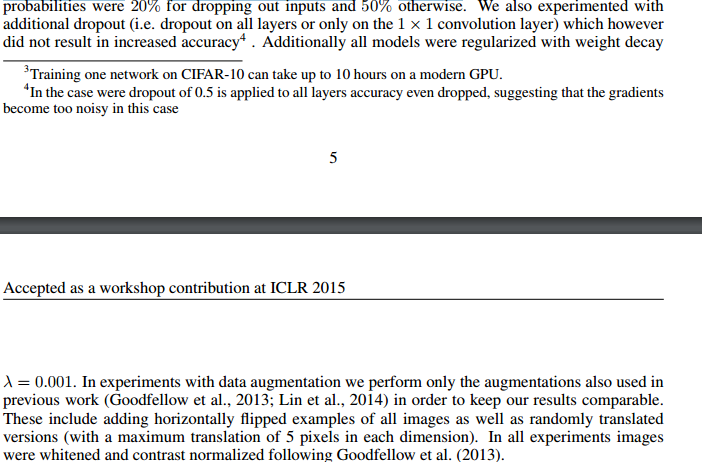 probabilities were 20% for dropping out inputs and 50% otherwise. We also experimented with
additional dropout (i.e. dropout on all layers or only on the 1 × 1 convolution layer) which however
did not result in increased accuracy⁴ . Additionally all models were regularized with weight decay
³Training one network on CIFAR-10 can take up to 10 hours on a modern GPU.
⁴In the case were dropout of 0.5 is applied to all layers accuracy even dropped, suggesting that the gradients
become too noisy in this case
5
Accepted as a workshop contribution at ICLR 2015
λ = 0.001. In experiments with data augmentation we perform only the augmentations also used in
previous work (Goodfellow et al., 2013; Lin et al., 2014) in order to keep our results comparable.
These include adding horizontally flipped examples of all images as well as randomly translated
versions (with a maximum translation of 5 pixels in each dimension). In all experiments images
were whitened and contrast normalized following Goodfellow et al. (2013).